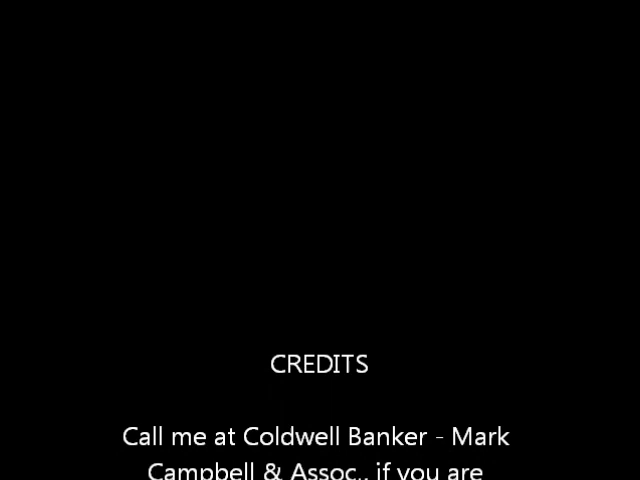 CREDITS
Call me at Coldwell Banker - Mark
Campbell & Assoc., if you are